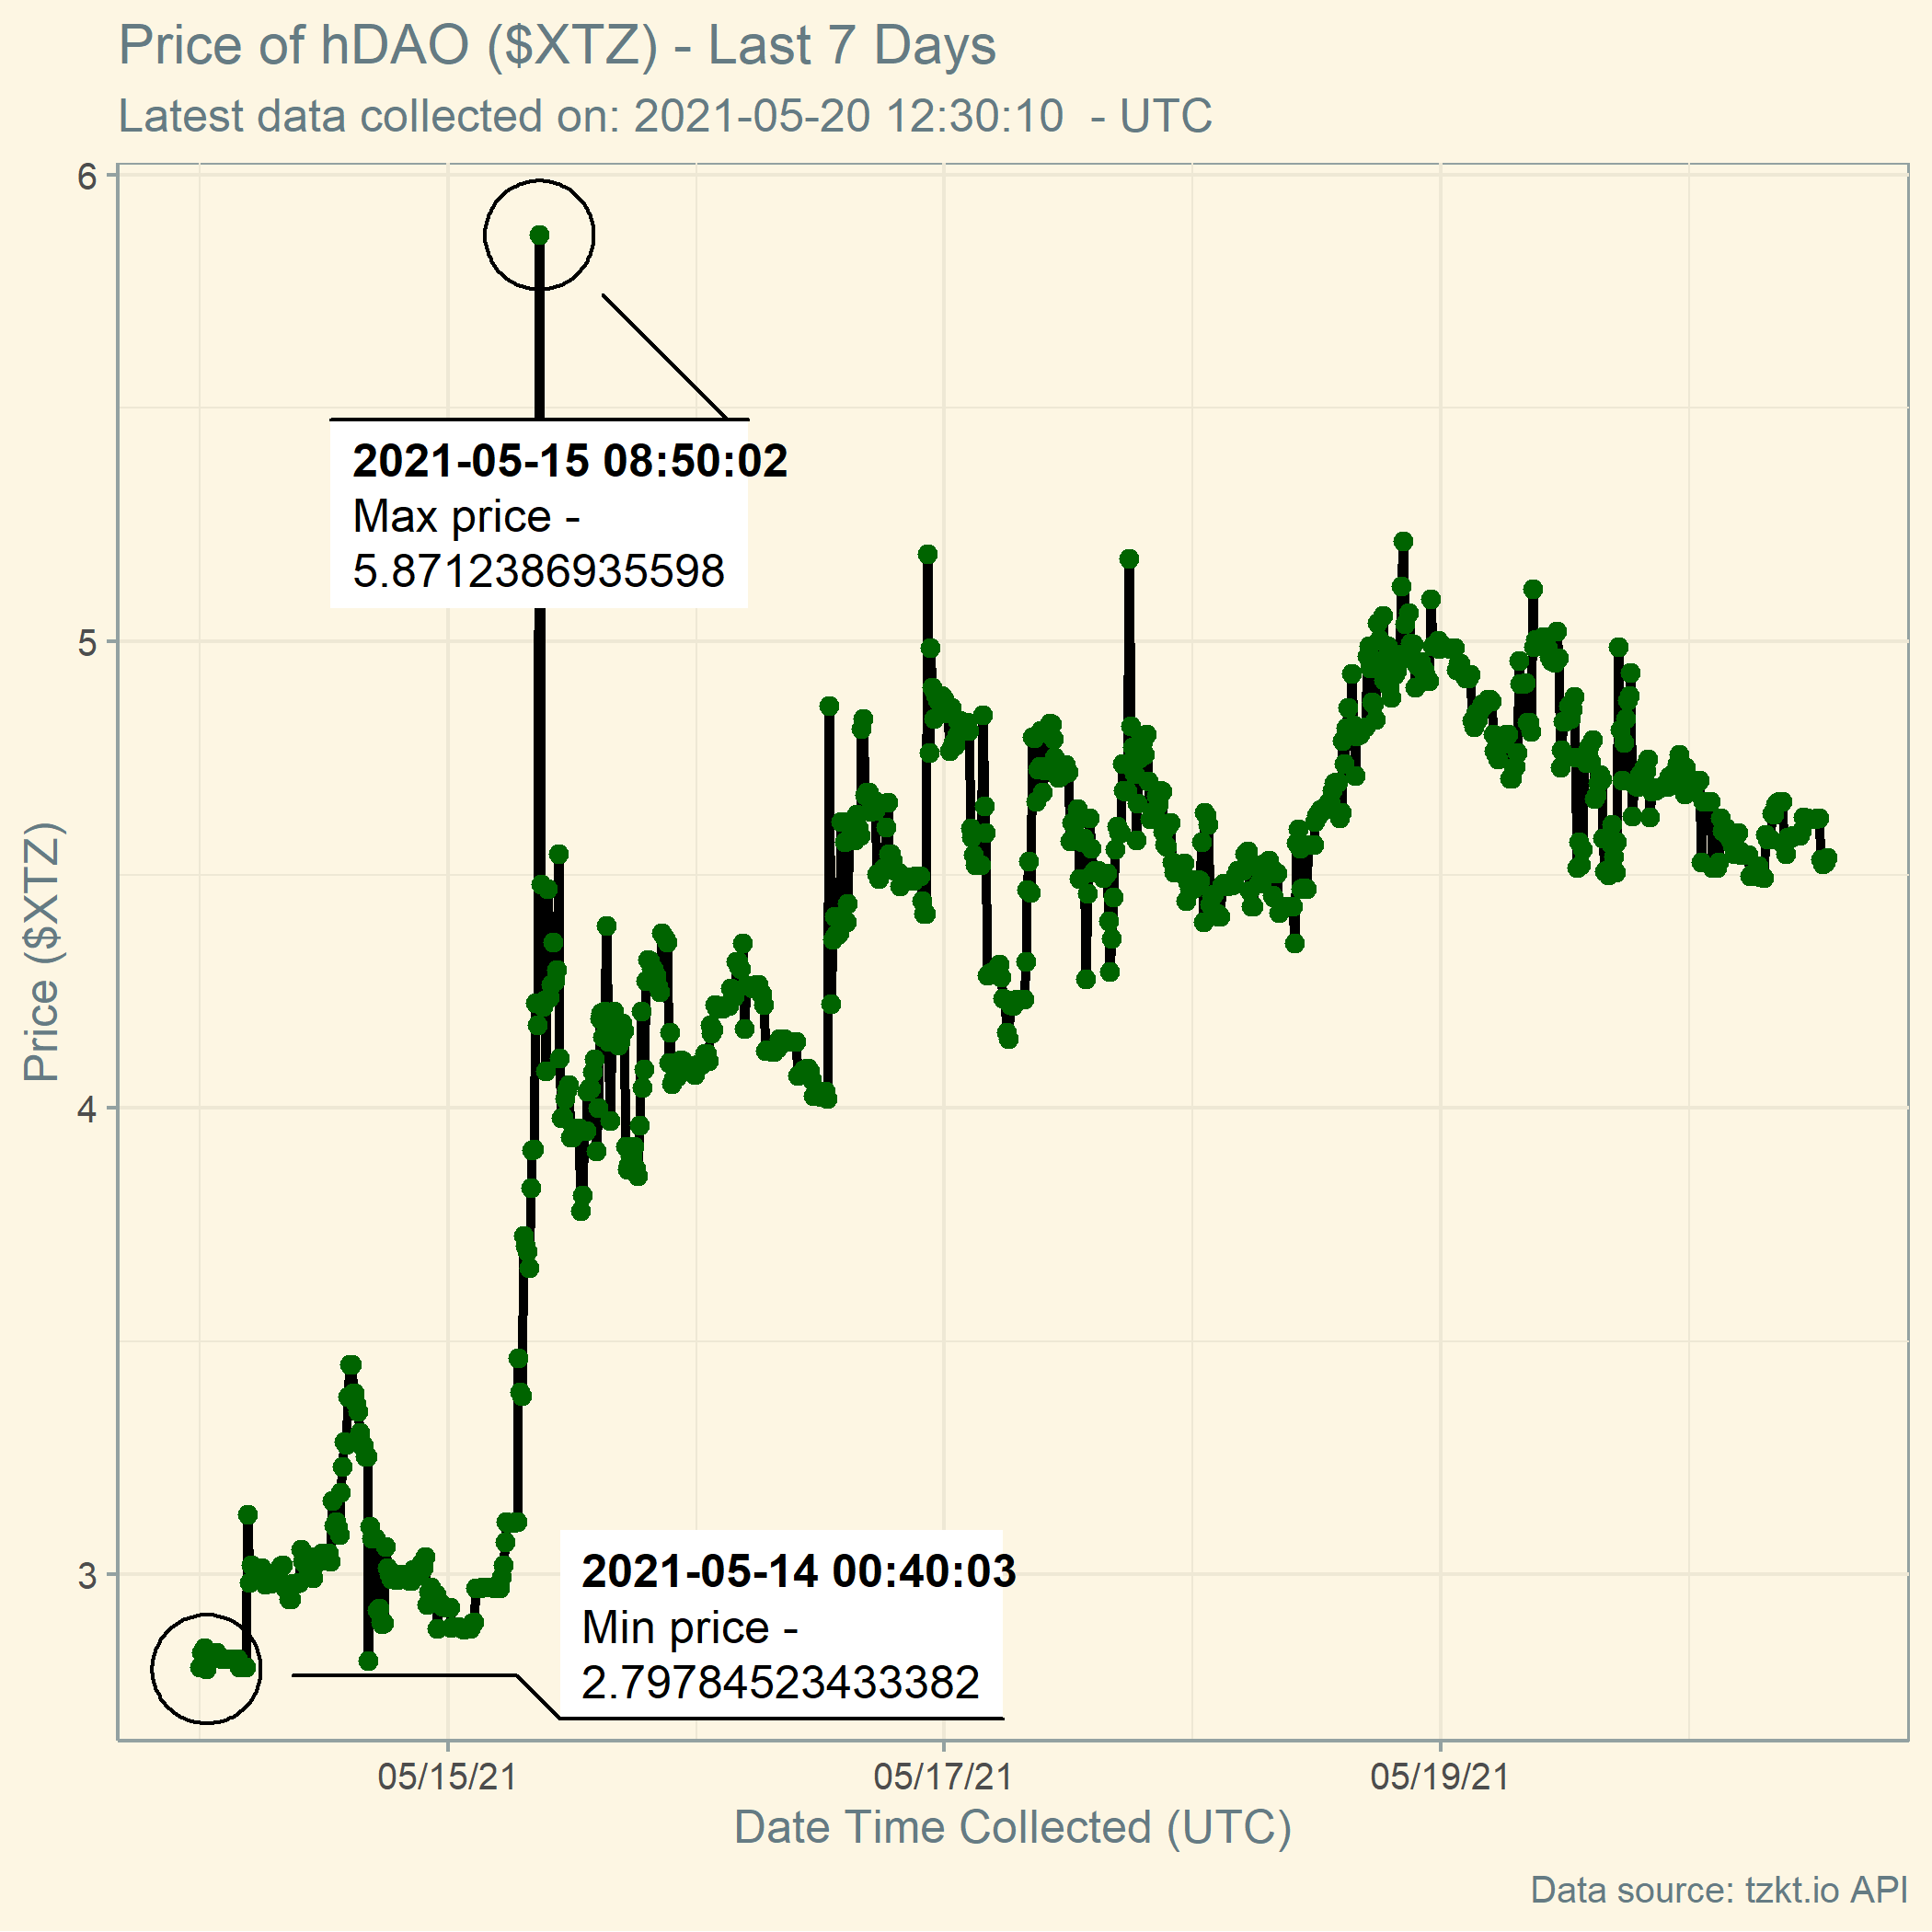 Price of hDAO ($XTZ) - Last 7 Days
Latest data collected on: 2021-05-20 12:30:10  - UTC
6
5
4
3
Price ($XTZ)
2021-05-15 08:50:02
Max price -
5.8712386935598
2021-05-14 00:40:03
Min price -
2.79784523433382
05/15/21
05/17/21
05/19/21
Date Time Collected (UTC)
Data source: tzkt.io API